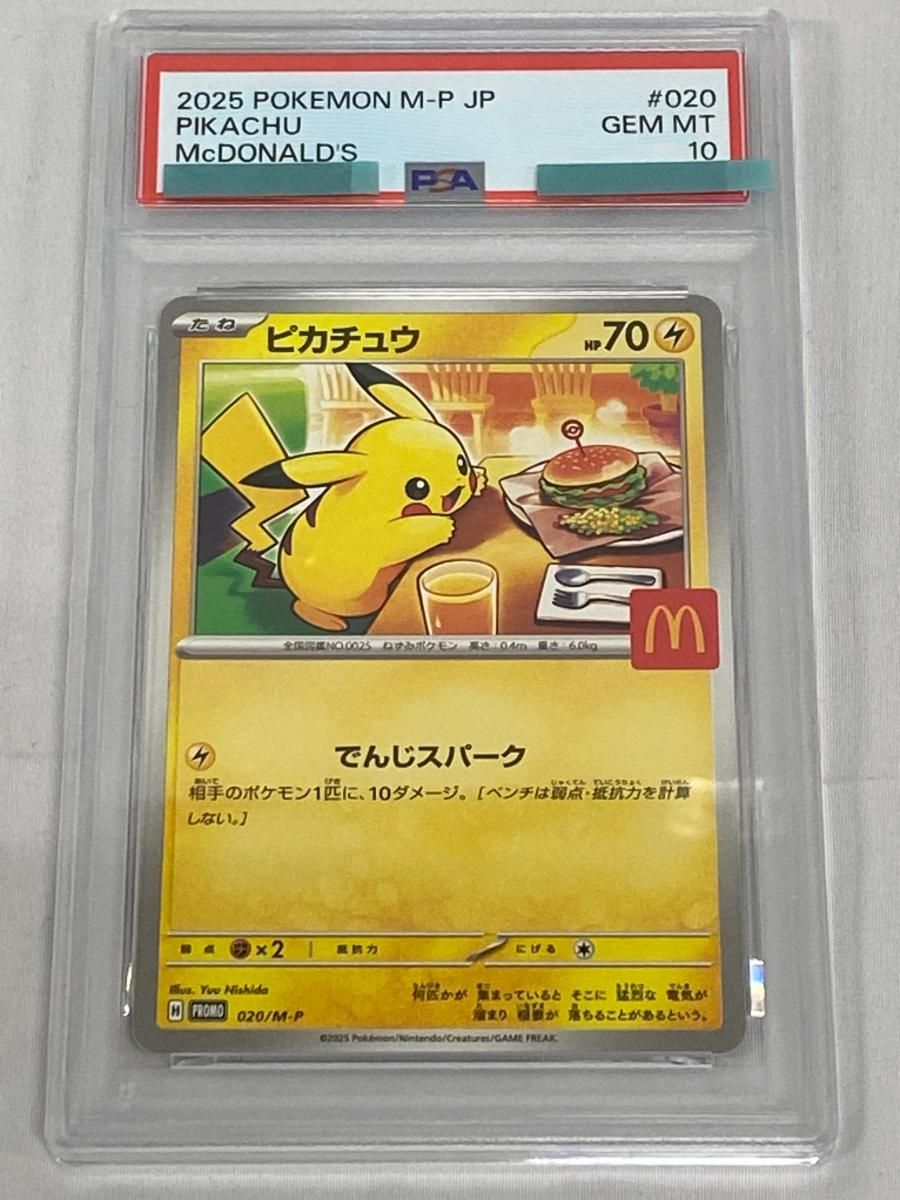 2025 POKEMON M-P JP #020
PIKACHU GEM MT
McDONALD'S 10
PSA
たね ピカチュウ HP70
全国図鑑NO.0025 ねずみポケモン 高さ:0.4m 重さ:6.0kg
M
でんじスパーク
相手のポケモン1匹に、10ダメージ。[ベンチは弱点・抵抗力を計算
しない。]
弱点 ×2 抵抗力 にげる
Illus. Yuu Nishida
何匹かが 集まっていると そこに 猛烈な 電気が
溜まり 稲妻が 落ちることがあるという。
PROMO 020/M-P
©2025 Pokémon/Nintendo/Creatures/GAME FREAK.